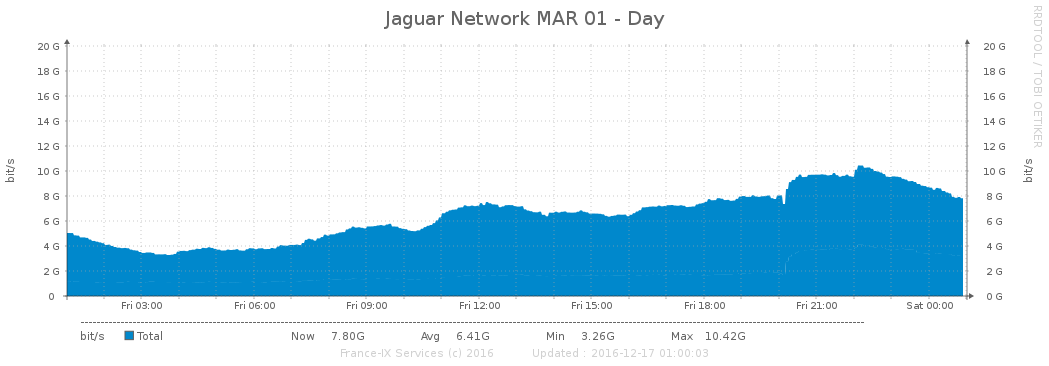 Jaguar Network MAR 01 - Day
RRDTOOL / TOBI OETIKER
bit/s
20 G 20 G
18 G 18 G
16 G 16 G
14 G 14 G
12 G 12 G
10 G 10 G
8 G 8 G
6 G 6 G
4 G 4 G
2 G 2 G
0 0 G
bit/s
Fri 03:00 Fri 06:00 Fri 09:00 Fri 12:00 Fri 15:00 Fri 18:00 Fri 21:00 Sat 00:00
bit/s Total Now 7.80G Avg 6.41G Min 3.26G Max 10.42G
France-IX Services (c) 2016 Updated : 2016-12-17 01:00:03